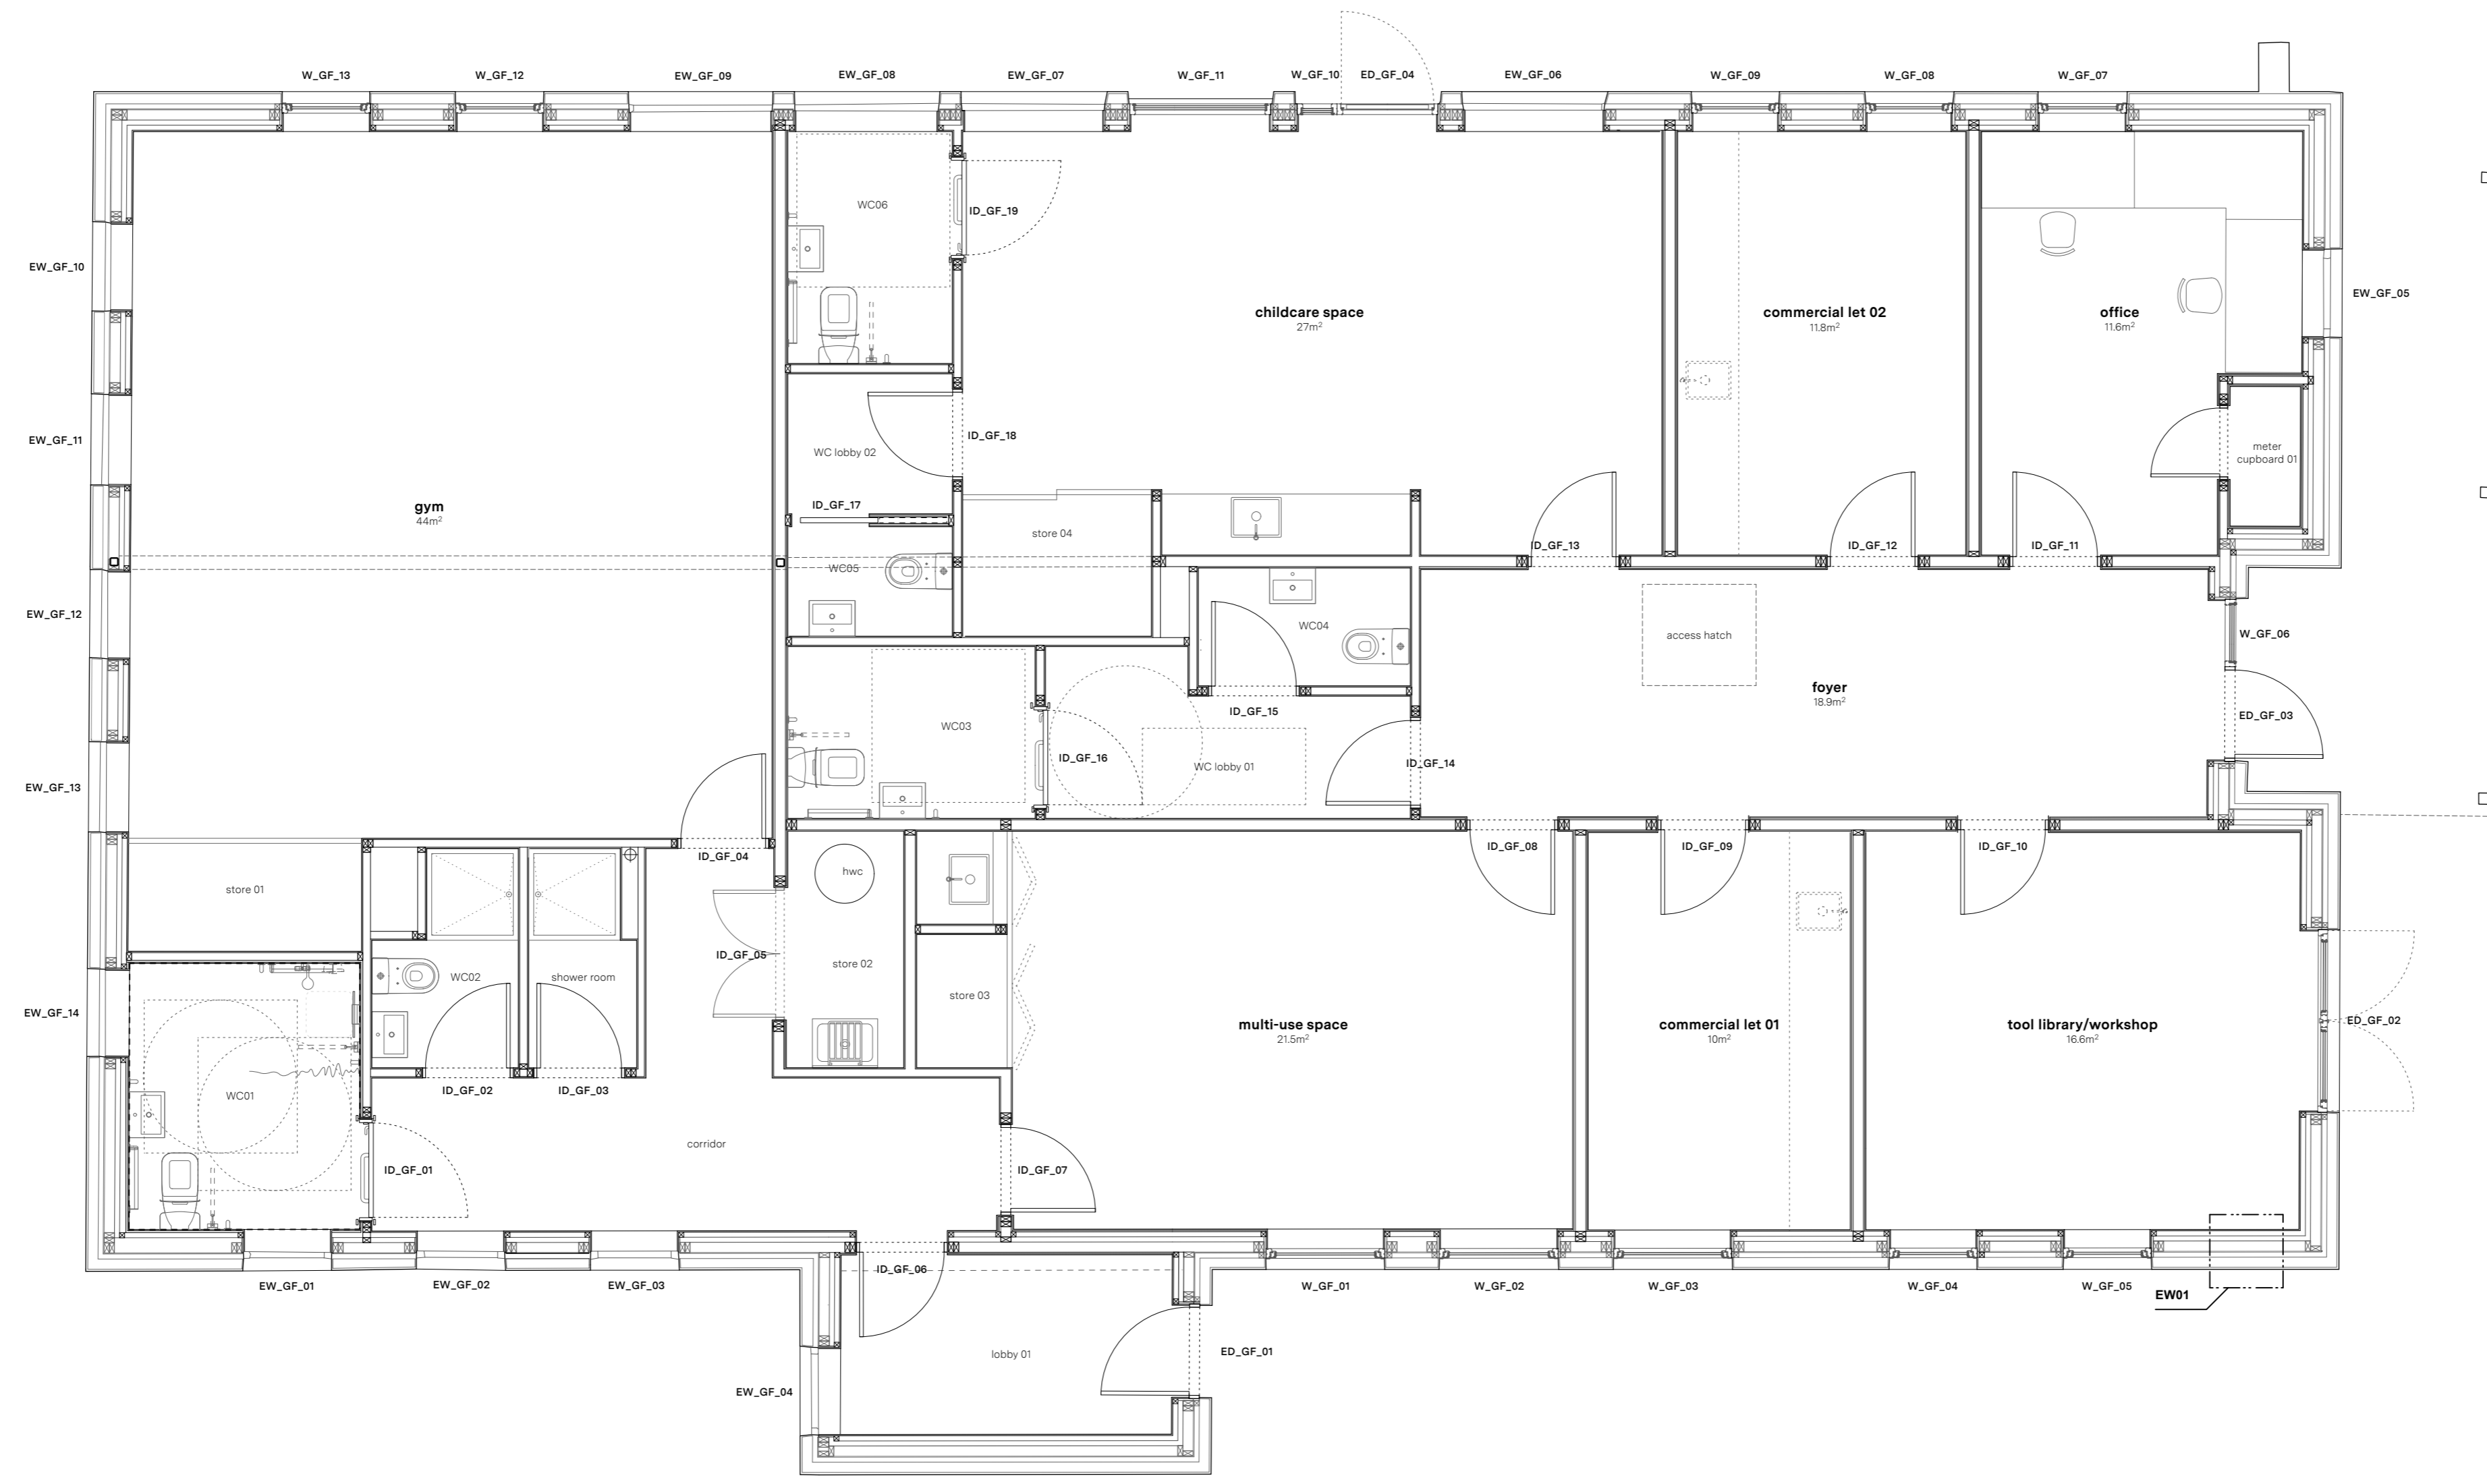 W_GF_13
W_GF_12
EW_GF_09
EW_GF_08
EW_GF_07
W_GF_11
W_GF_10
ED_GF_04
EW_GF_06
W_GF_09
W_GF_08
W_GF_07
WC06
ID_GF_19
EW_GF_10
EW_GF_05
childcare space
27m²
commercial let 02
11.8m²
office
11.6m²
EW_GF_11
ID_GF_18
WC lobby 02
meter
cupboard 01
gym
44m²
ID_GF_17
store 04
ID_GF_13
ID_GF_12
ID_GF_11
WC05
EW_GF_12
WC04
access hatch
W_GF_06
foyer
18.9m²
ID_GF_15
ED_GF_03
WC03
ID_GF_16
WC lobby 01
ID_GF_14
EW_GF_13
ID_GF_04
ID_GF_08
ID_GF_09
ID_GF_10
hwc
store 01
ID_GF_05
store 02
WC02
shower room
store 03
EW_GF_14
multi-use space
21.5m²
commercial let 01
10m²
tool library/workshop
16.6m²
ED_GF_02
WC01
ID_GF_02
ID_GF_03
corridor
ID_GF_01
ID_GF_07
ID_GF_06
EW_GF_01
EW_GF_02
EW_GF_03
W_GF_01
W_GF_02
W_GF_03
W_GF_04
W_GF_05
EW01
lobby 01
ED_GF_01
EW_GF_04